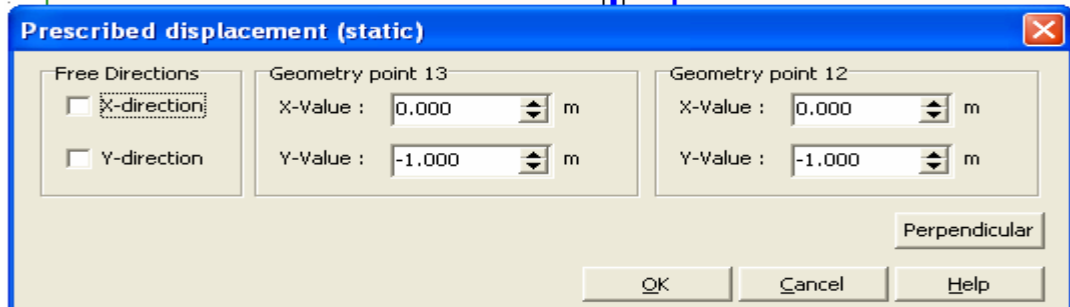 Prescribed displacement (static)
Free Directions
X-direction
Y-direction
Geometry point 13
X-Value : 0.000 m
Y-Value : -1.000 m
Geometry point 12
X-Value : 0.000 m
Y-Value : -1.000 m
Perpendicular
OK Cancel Help